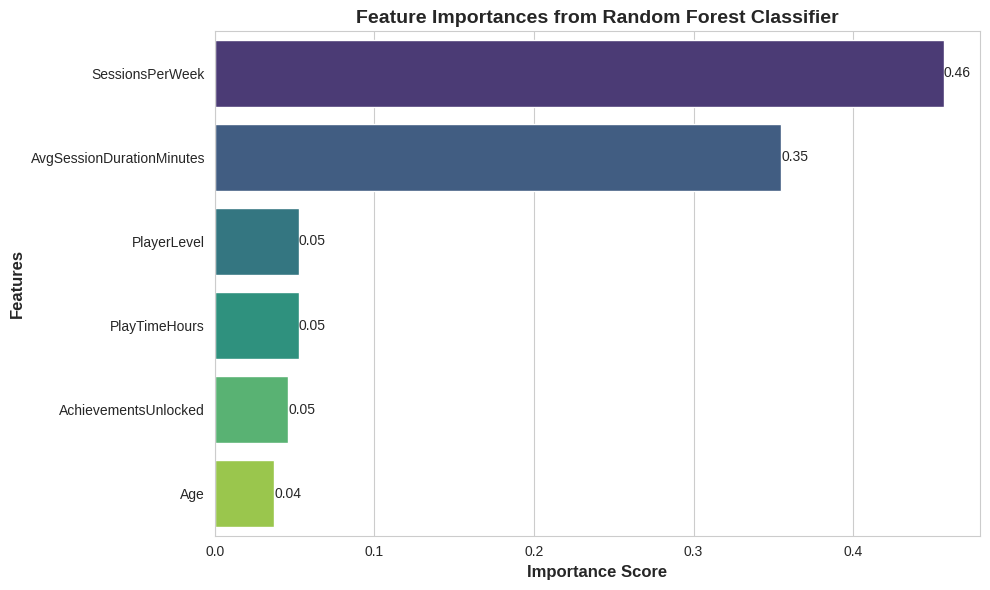 Feature Importances from Random Forest Classifier
SessionsPerWeek
0.46
AvgSessionDurationMinutes
0.35
PlayerLevel
0.05
PlayTimeHours
0.05
AchievementsUnlocked
0.05
Age
0.04
Features
0.0 0.1 0.2 0.3 0.4
Importance Score